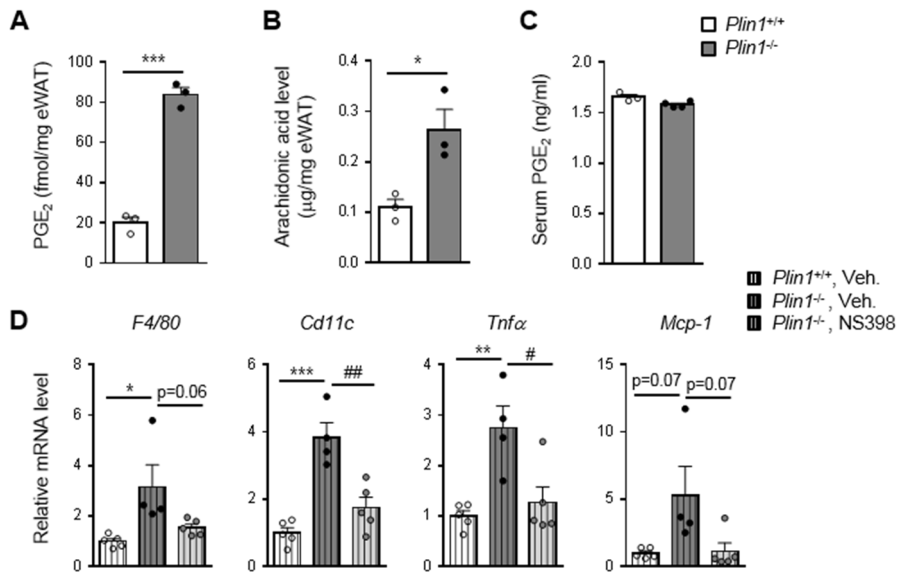 A
B
C
Plin1+/+
Plin1-/-
***
100
80
60
40
20
0
PGE2 (fmol/mg eWAT)
*
0.4
0.3
0.2
0.1
0.0
Arachidonic acid level
(μg/mg eWAT)
2.0
1.5
1.0
0.5
0.0
Serum PGE2 (ng/ml)
Plin1+/+, Veh.
Plin1-/-, Veh.
Plin1-/-, NS398
D
F4/80
Cd11c
Tnfα
Mcp-1
Relative mRNA level
8
6
4
2
0
* p=0.06
6
4
2
0
*** ##
4
3
2
1
0
** #
15
10
5
0
p=0.07 p=0.07